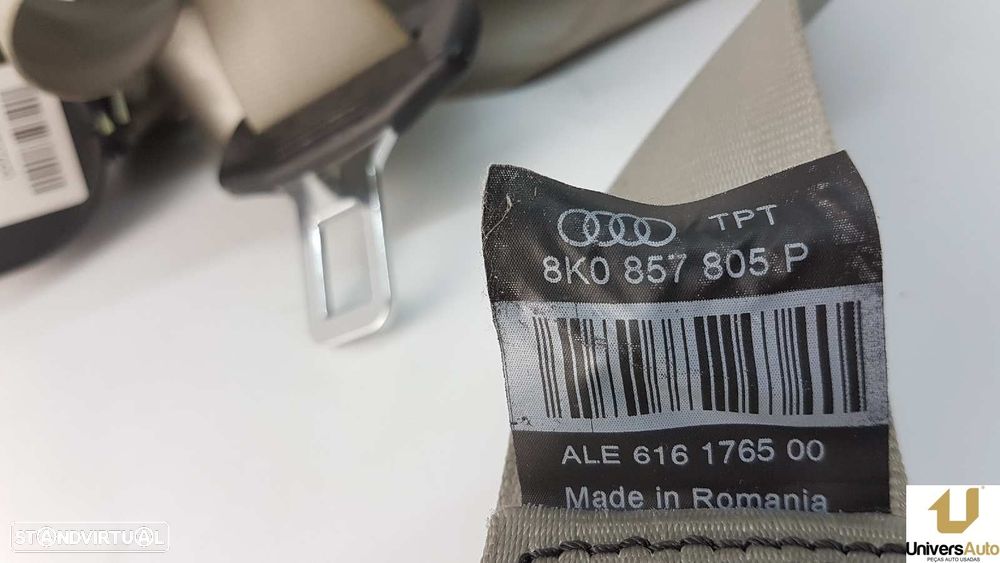 TPT
8K0 857 805 P
ALE 616 1765 00
Made in Romania
STANDVIRTUAL
UniversAuto
PEÇAS AUTO USADAS